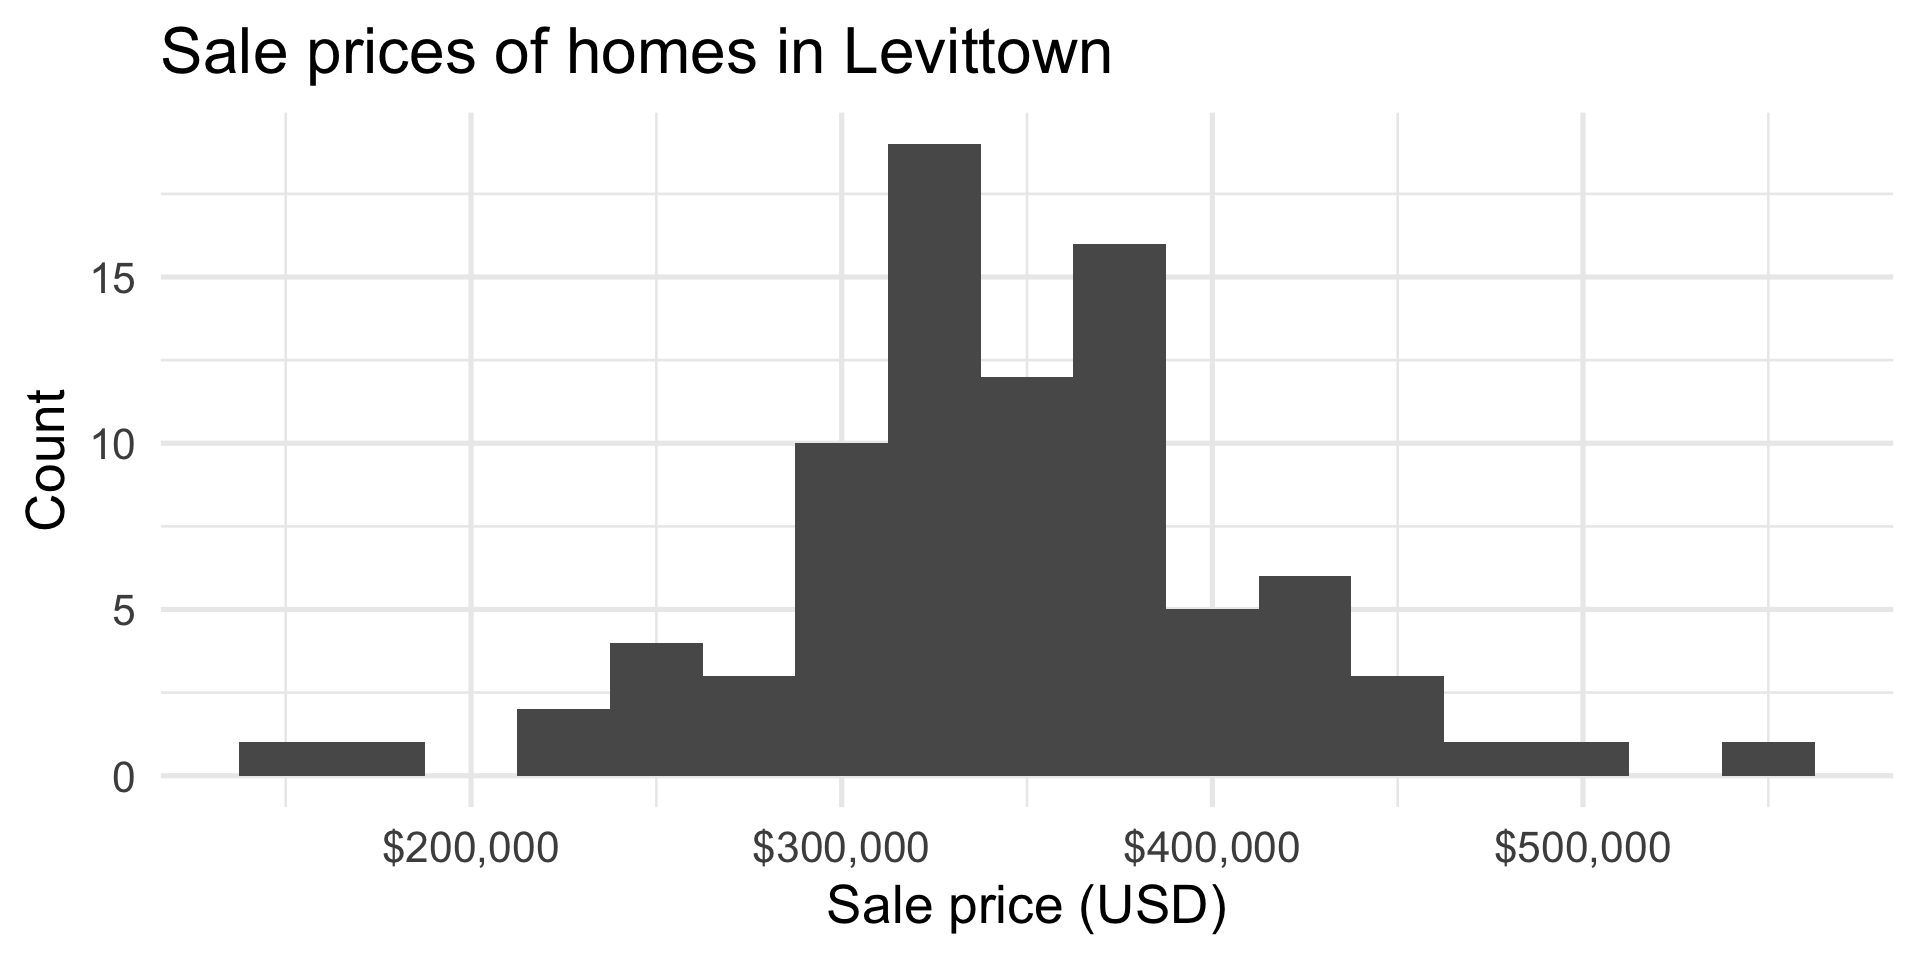 Sale prices of homes in Levittown
15
10
5
0
Count
$200,000 $300,000 $400,000 $500,000
Sale price (USD)